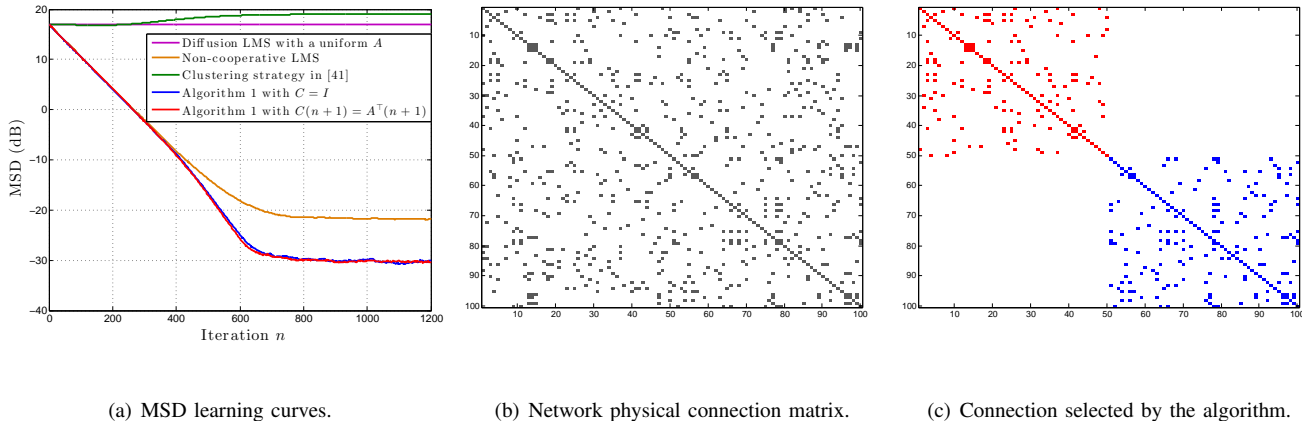 20
10
0
−10
−20
−30
−40
MSD (dB)
Diffusion LMS with a uniform A
Non-cooperative LMS
Clustering strategy in [41]
Algorithm 1 with C = I
Algorithm 1 with C(n + 1) = A⊤(n + 1)
0 200 400 600 800 1000 1200
Iteration n
10
20
30
40
50
60
70
80
90
100
10 20 30 40 50 60 70 80 90 100
10
20
30
40
50
60
70
80
90
100
10 20 30 40 50 60 70 80 90 100
(a) MSD learning curves.
(b) Network physical connection matrix.
(c) Connection selected by the algorithm.